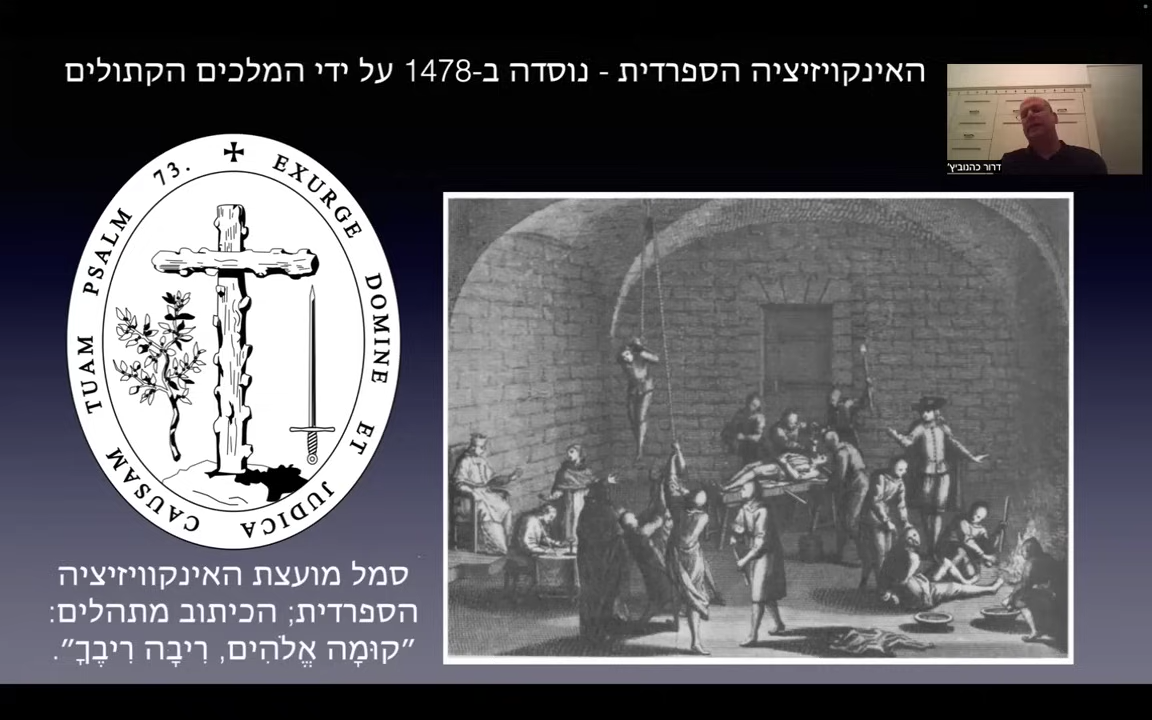 האינקויזיציה הספרדית - נוסדה ב-1478 על ידי המלכים הקתולים
דרור כהנוביץ'
✠ EXURGE DOMINE ET JUDICA CAUSAM TUAM PSALM 73.
סמל מועצת האינקוויזיציה
הספרדית; הכיתוב מתהלים:
"קוּמָה אֱלֹהִים, רִיבָה רִיבֶךָ".